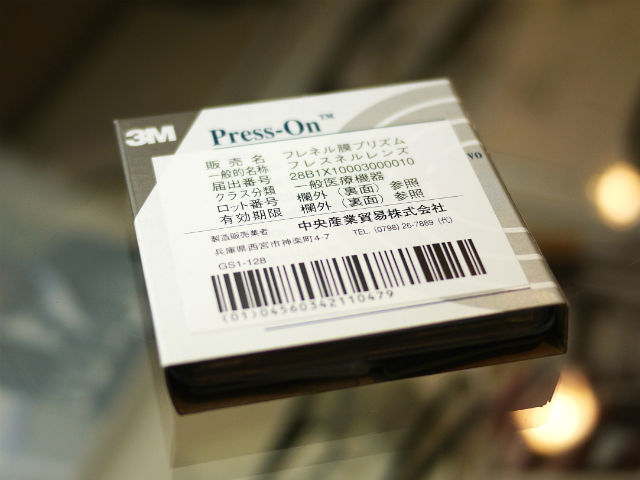 3M
Press-On™
販売名 フレネル膜プリズム
一般的名称 フレスネルレンズ
届出番号 28B1X10003000010
クラス分類 一般医療機器
ロット番号 欄外（裏面）参照
有効期限 欄外（裏面）参照
製造販売業者 中央産業貿易株式会社
兵庫県西宮市神楽町4-7 TEL. (0798) 26-7889（代）
GS1-128
(01)04560342110479